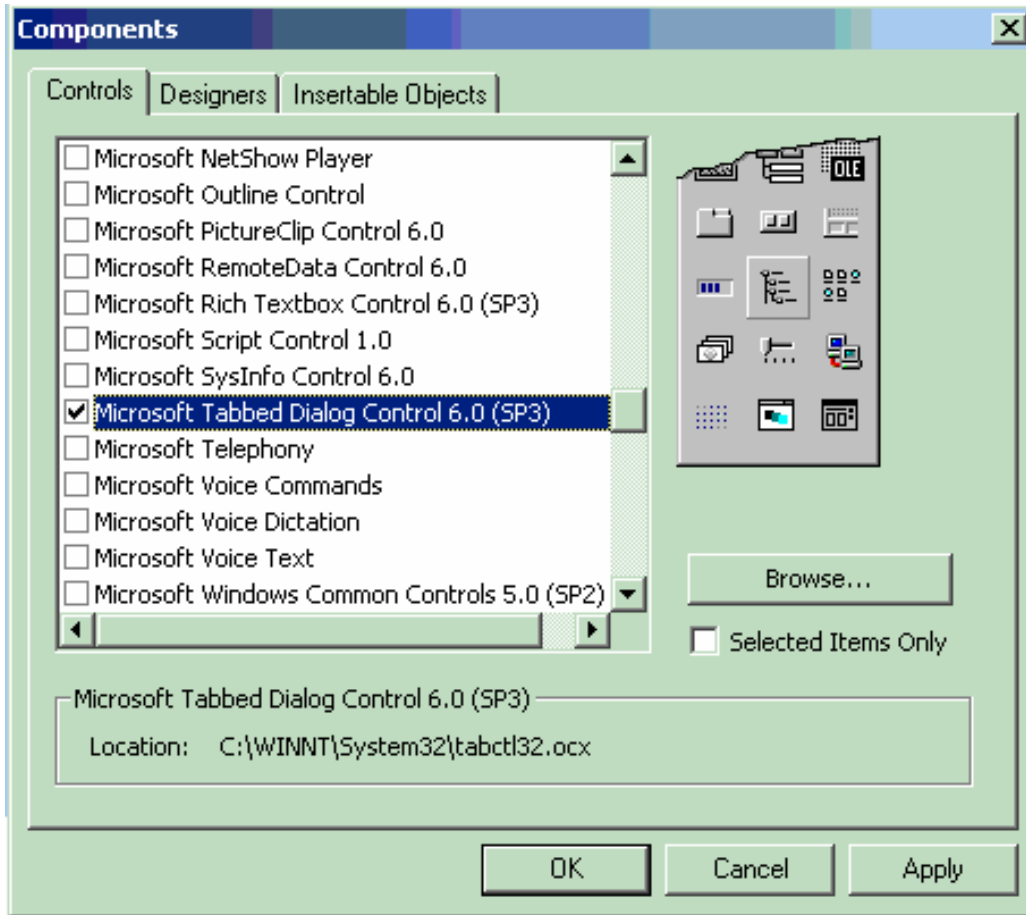 Components
Controls
Designers
Insertable Objects
Microsoft NetShow Player
Microsoft Outline Control
Microsoft PictureClip Control 6.0
Microsoft RemoteData Control 6.0
Microsoft Rich Textbox Control 6.0 (SP3)
Microsoft Script Control 1.0
Microsoft SysInfo Control 6.0
Microsoft Tabbed Dialog Control 6.0 (SP3)
Microsoft Telephony
Microsoft Voice Commands
Microsoft Voice Dictation
Microsoft Voice Text
Microsoft Windows Common Controls 5.0 (SP2)
OLE
Browse...
Selected Items Only
Microsoft Tabbed Dialog Control 6.0 (SP3)
Location: C:\WINNT\System32\tabctl32.ocx
OK
Cancel
Apply